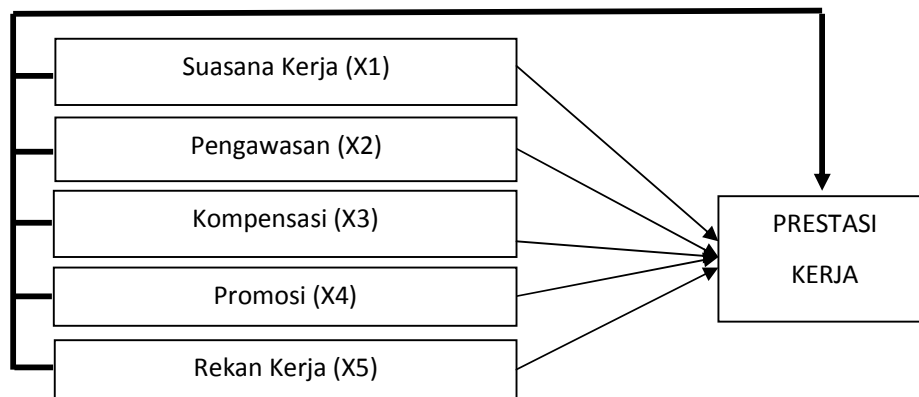 Suasana Kerja (X1)
Pengawasan (X2)
Kompensasi (X3)
Promosi (X4)
Rekan Kerja (X5)
PRESTASI
KERJA